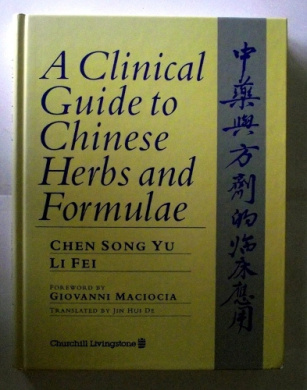 A Clinical
Guide to
Chinese
Herbs and
Formulae
CHEN SONG YU
LI FEI
FOREWORD BY
GIOVANNI MACIOCIA
TRANSLATED BY JIN HUI DE
Churchill Livingstone
中藥與方劑的临床應用